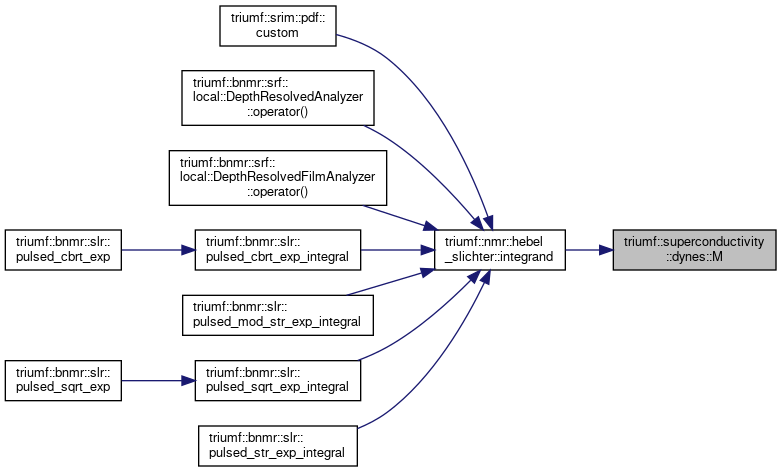 triumf::srim::pdf::
custom
triumf::bnmr::srf::
local::DepthResolvedAnalyzer
::operator()
triumf::bnmr::srf::
local::DepthResolvedFilmAnalyzer
::operator()
triumf::bnmr::slr::
pulsed_cbrt_exp
triumf::bnmr::slr::
pulsed_cbrt_exp_integral
triumf::nmr::hebel
_slichter::integrand
triumf::superconductivity
::dynes::M
triumf::bnmr::slr::
pulsed_mod_str_exp_integral
triumf::bnmr::slr::
pulsed_sqrt_exp
triumf::bnmr::slr::
pulsed_sqrt_exp_integral
triumf::bnmr::slr::
pulsed_str_exp_integral